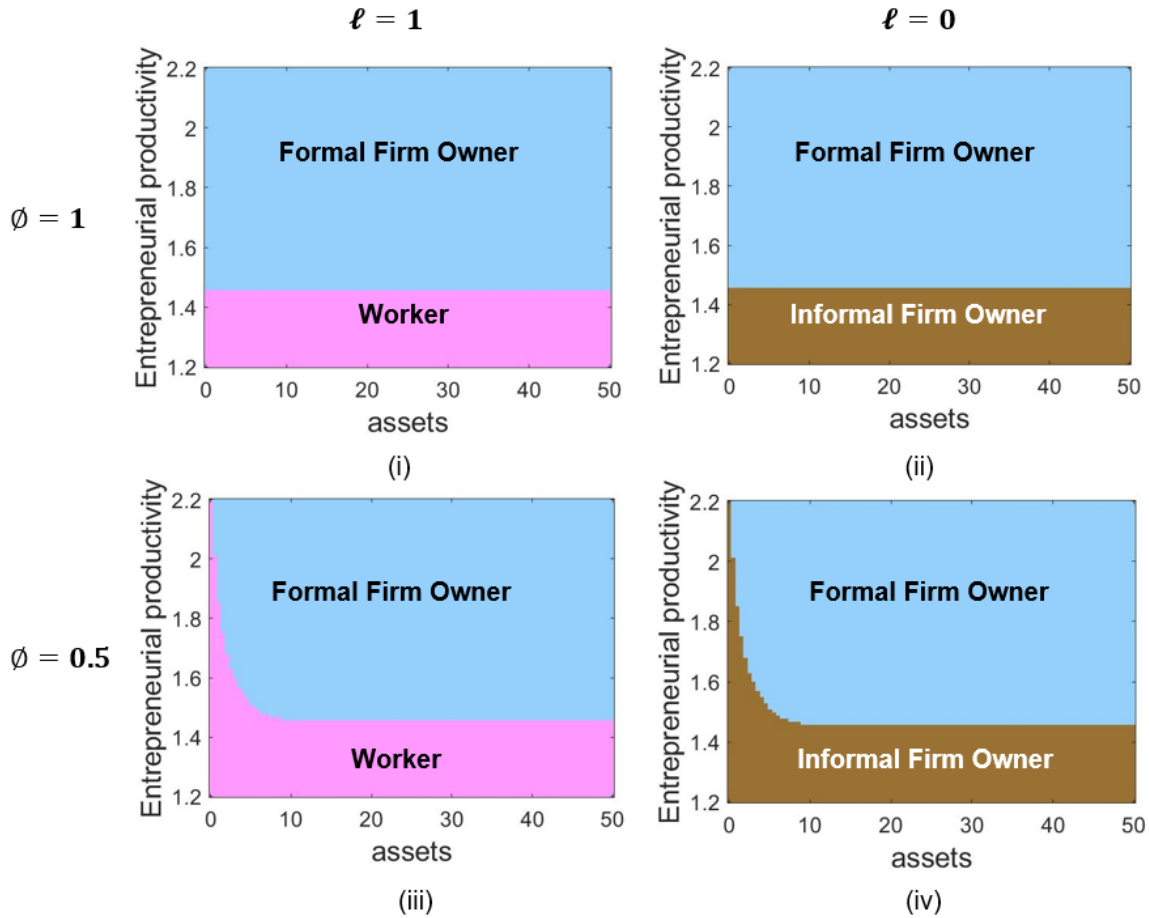 ℓ = 1
ℓ = 0
∅ = 1
Entrepreneurial productivity
2.2
2
1.8
1.6
1.4
1.2
Formal Firm Owner
Worker
0 10 20 30 40 50
assets
(i)
Entrepreneurial productivity
2.2
2
1.8
1.6
1.4
1.2
Formal Firm Owner
Informal Firm Owner
0 10 20 30 40 50
assets
(ii)
∅ = 0.5
Entrepreneurial productivity
2.2
2
1.8
1.6
1.4
1.2
Formal Firm Owner
Worker
0 10 20 30 40 50
assets
(iii)
Entrepreneurial productivity
2.2
2
1.8
1.6
1.4
1.2
Formal Firm Owner
Informal Firm Owner
0 10 20 30 40 50
assets
(iv)